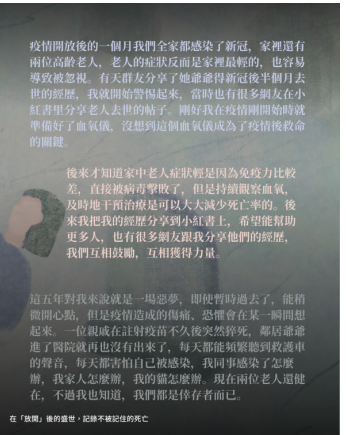 疫情開放後的一個月我們全家都感染了新冠，家裡還有
兩位高齡老人，老人的症狀反而是家裡最輕的，也容易
導致被忽視。有天群友分享了她爺爺得新冠後半個月去
世的經歷，我就開始警惕起來，當時也有很多網友在小
紅書里分享老人去世的帖子。剛好我在疫情剛開始時就
準備好了血氧儀，沒想到這個血氧儀成為了疫情後救命
的關鍵。
後來才知道家中老人症狀輕是因為免疫力比較
差，直接被病毒擊敗了，但是持續觀察血氧，
及時地干預治療是可以大大減少死亡率的。後
來我把我的經歷分享到小紅書上，希望能幫助
更多人，也有很多網友跟我分享他們的經歷，
我們互相鼓勵，互相獲得力量。
這五年對我來說就是一場惡夢，即使暫時過去了，能稍
微開心點，但是疫情造成的傷痛、恐懼會在某一瞬間想
起來。一位親戚在註射疫苗不久後突然猝死，鄰居爺爺
進了醫院就再也沒有出來了，每天都能頻繁聽到救護車
的聲音，每天都害怕自己被感染，我同事感染了怎麼
辦，我家人怎麼辦，我的貓怎麼辦。現在兩位老人還健
在，不過我也知道，我們都是倖存者而已。
在「放開」後的盛世，記錄不被記住的死亡